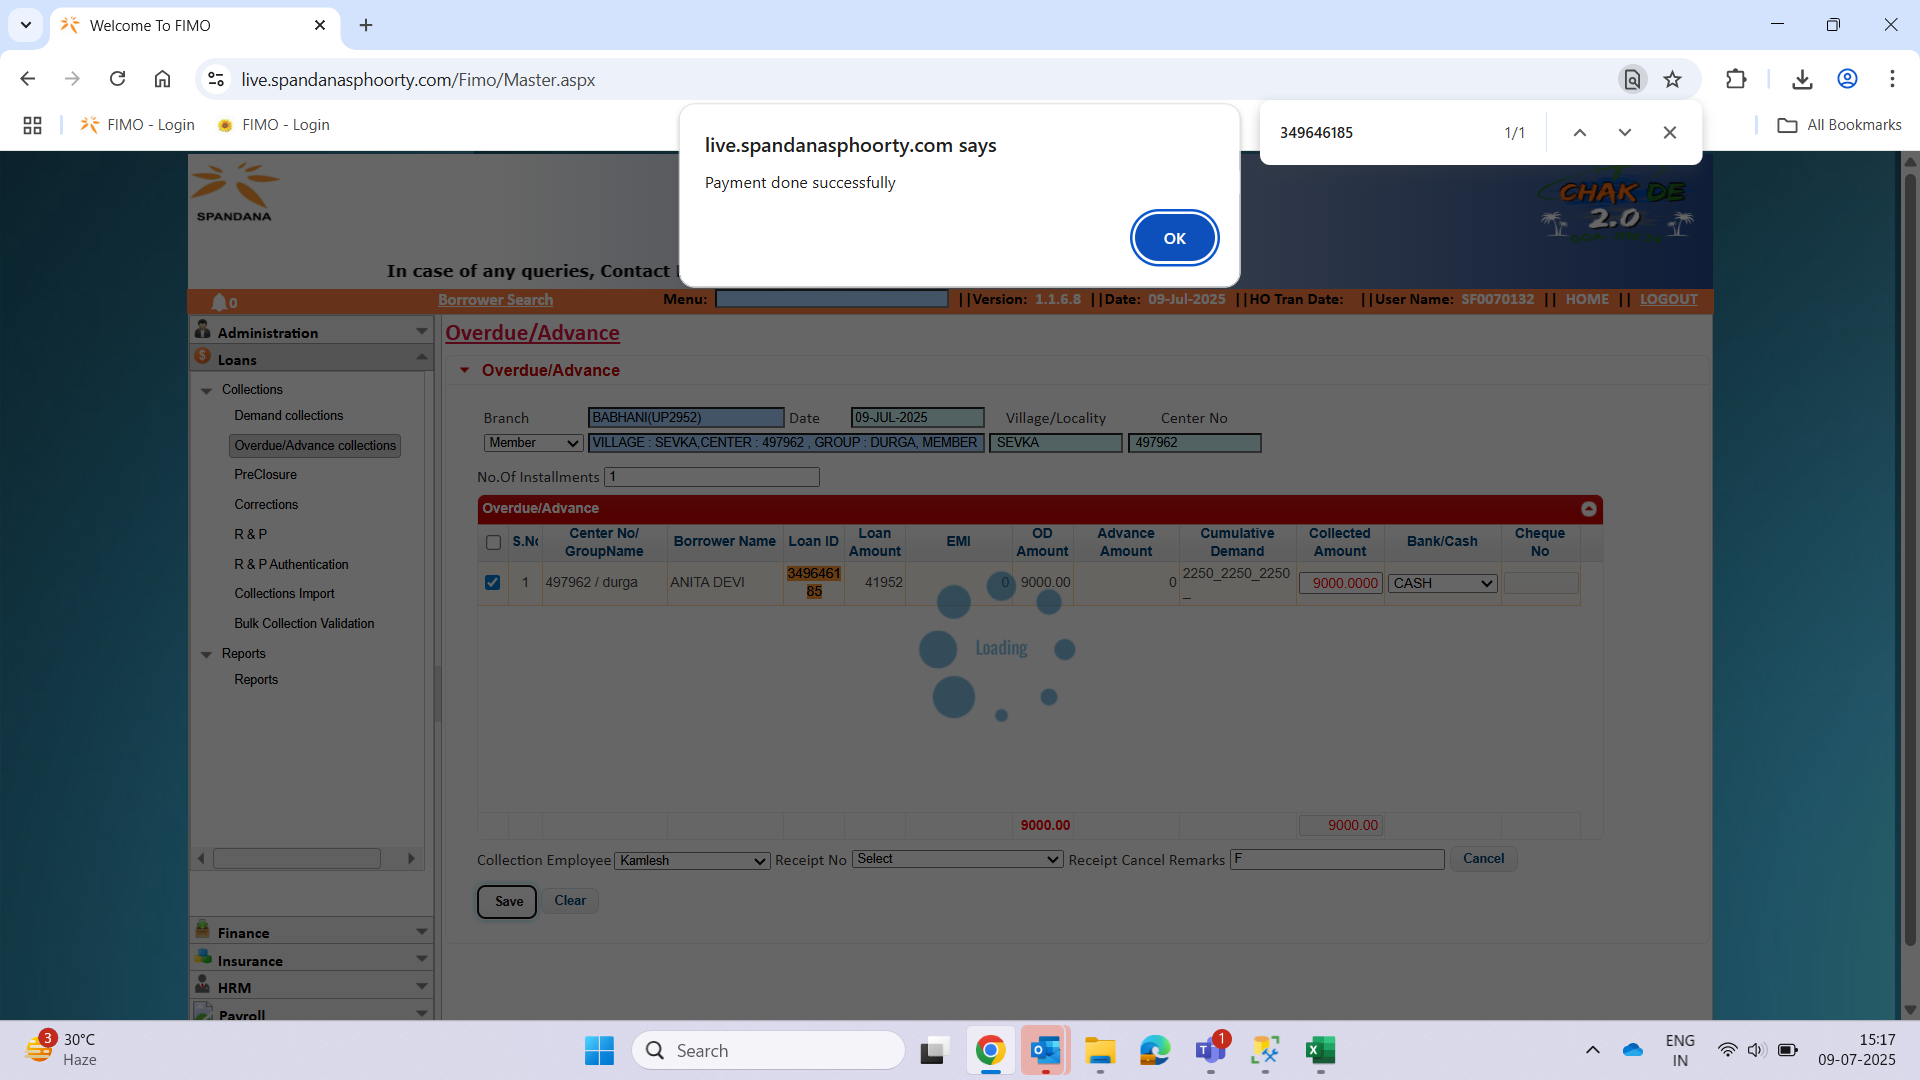 Welcome To FIMO
live.spandanasphoorty.com/Fimo/Master.aspx
FIMO - Login
FIMO - Login
All Bookmarks
349646185
1/1
live.spandanasphoorty.com says
Payment done successfully
OK
SPANDANA
CHAK DE
2.0
In case of any queries, Contact
0
Borrower Search
Menu:
||Version: 1.1.6.8 ||Date: 09-Jul-2025 ||HO Tran Date: ||User Name: SF0070132 || HOME || LOGOUT
Administration
Loans
Collections
Demand collections
Overdue/Advance collections
PreClosure
Corrections
R & P
R & P Authentication
Collections Import
Bulk Collection Validation
Reports
Reports
Finance
Insurance
HRM
Payroll
Overdue/Advance
Overdue/Advance
Branch BABHANI(UP2952) Date 09-JUL-2025 Village/Locality Center No
Member VILLAGE : SEVKA,CENTER : 497962 , GROUP : DURGA, MEMBER SEVKA 497962
No.Of Installments 1
Overdue/Advance
S.No Center No/ GroupName Borrower Name Loan ID Loan Amount EMI OD Amount Advance Amount Cumulative Demand Collected Amount Bank/Cash Cheque No
1 497962 / durga ANITA DEVI 349646185 41952 0 9000.00 0 2250_2250_2250_ 9000.0000 CASH
Loading
9000.00 9000.00
Collection Employee Kamlesh Receipt No Select Receipt Cancel Remarks F Cancel
Save Clear
3
30°C
Haze
Search
1
ENG
IN
15:17
09-07-2025